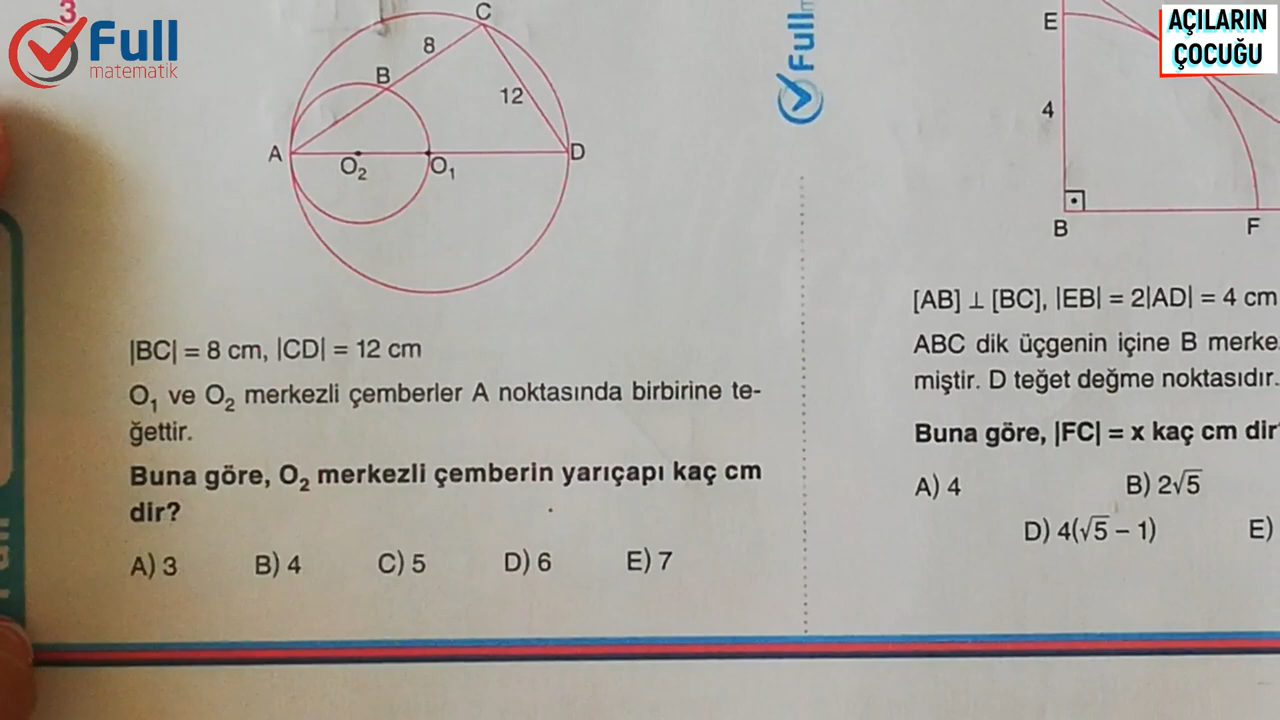 3
Full
matematik
C
8
B
12
A
O₂
O₁
D
|BC| = 8 cm, |CD| = 12 cm
O₁ ve O₂ merkezli çemberler A noktasında birbirine te-
ğettir.
Buna göre, O₂ merkezli çemberin yarıçapı kaç cm
dir?
A) 3 B) 4 C) 5 D) 6 E) 7
Full
AÇILARIN
ÇOCUĞU
E
4
B
F
[AB] ⊥ [BC], |EB| = 2|AD| = 4 cm
ABC dik üçgenin içine B merke
miştir. D teğet değme noktasıdır.
Buna göre, |FC| = x kaç cm dir
A) 4 B) 2√5
D) 4(√5 – 1) E)